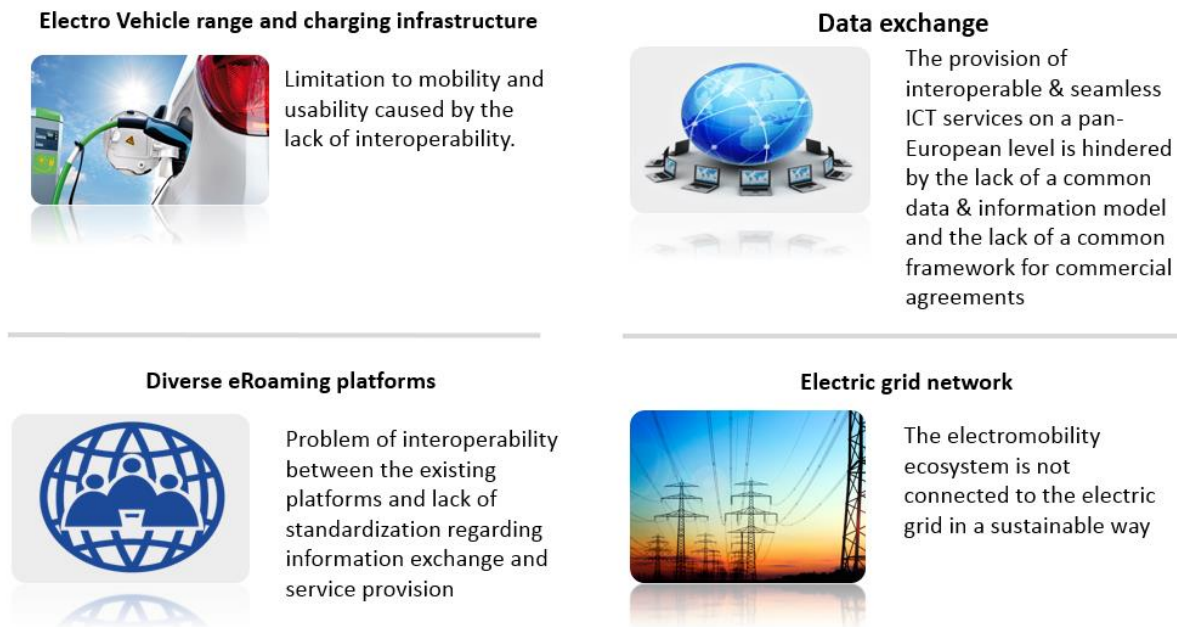 Electro Vehicle range and charging infrastructure
Limitation to mobility and
usability caused by the
lack of interoperability.
Data exchange
The provision of
interoperable & seamless
ICT services on a pan-
European level is hindered
by the lack of a common
data & information model
and the lack of a common
framework for commercial
agreements
Diverse eRoaming platforms
Problem of interoperability
between the existing
platforms and lack of
standardization regarding
information exchange and
service provision
Electric grid network
The electromobility
ecosystem is not
connected to the electric
grid in a sustainable way